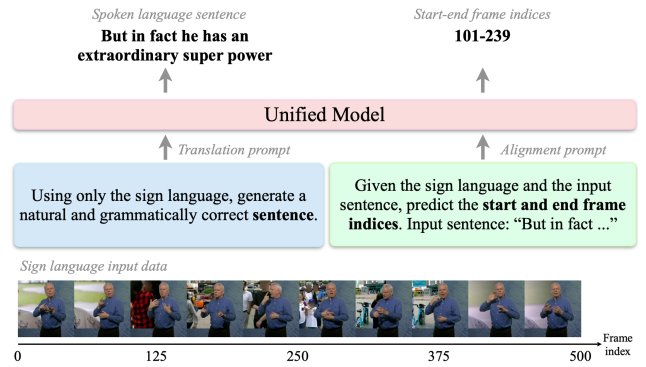 Spoken language sentence
Start-end frame indices
But in fact he has an
extraordinary super power
101-239
Unified Model
Translation prompt
Alignment prompt
Using only the sign language, generate a
natural and grammatically correct sentence.
Given the sign language and the input
sentence, predict the start and end frame
indices. Input sentence: “But in fact ...”
Sign language input data
0 125 250 375 500
Frame
index